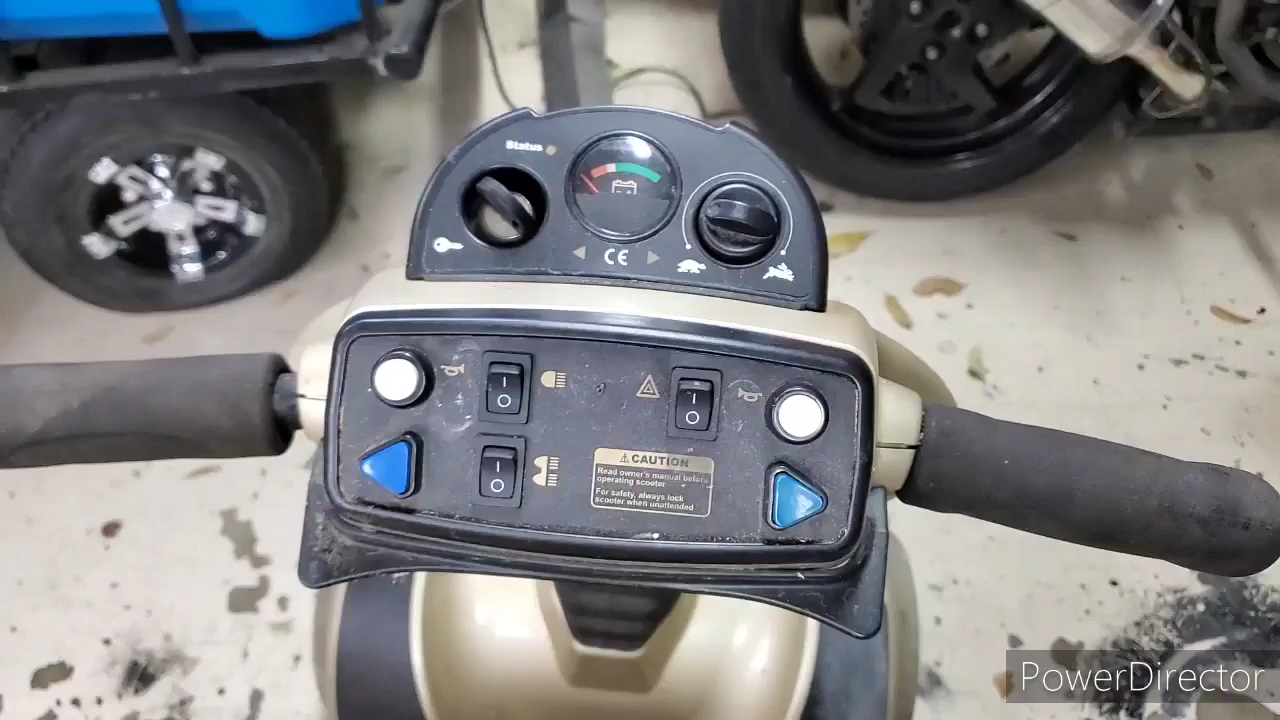 Status
CE
I
O
I
O
I
O
CAUTION
Read owner's manual before
operating scooter
For safety, always lock
scooter when unattended
PowerDirector